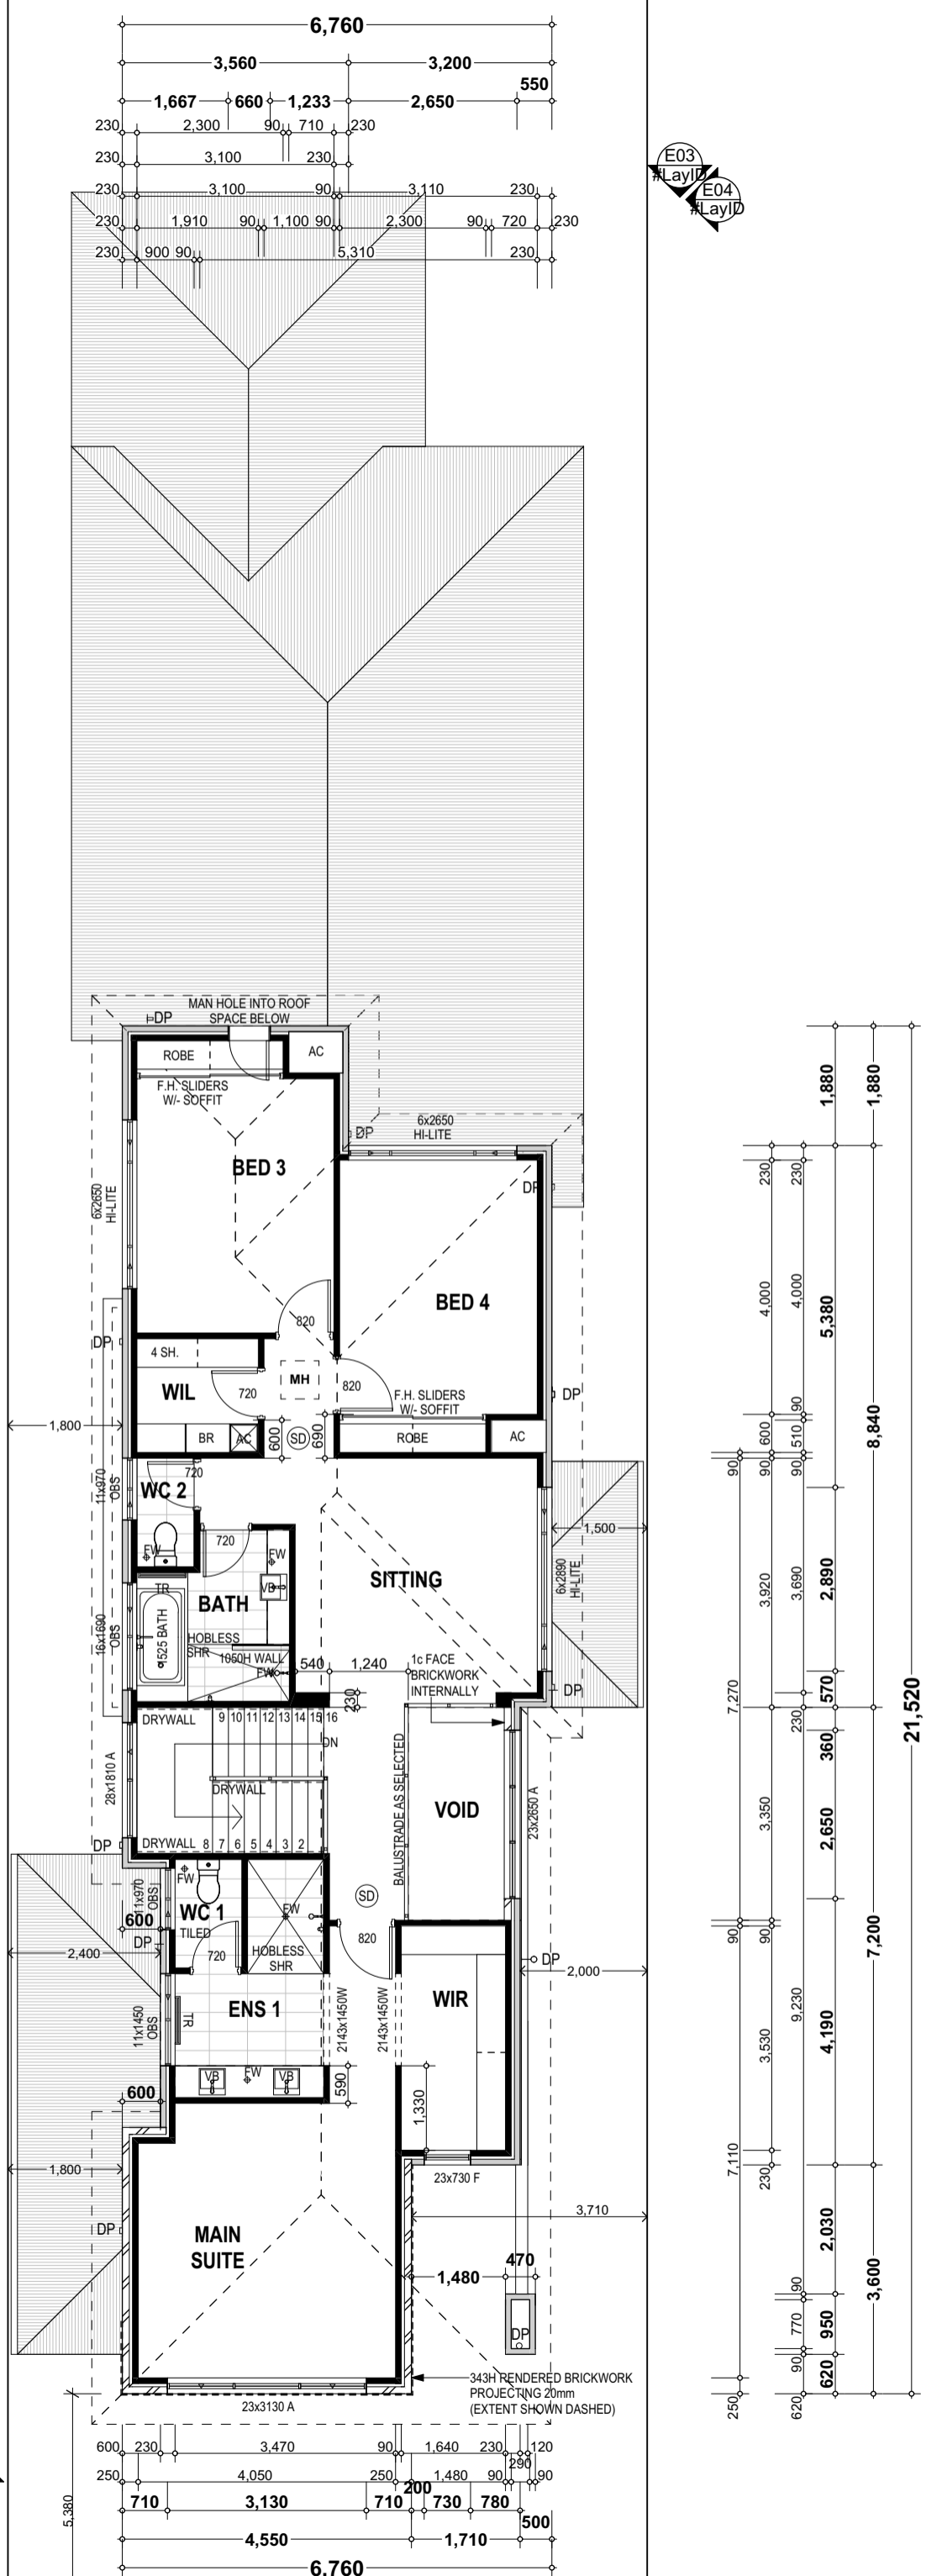 6,760
3,560 3,200
550
1,667 660 1,233 2,650
230 2,300 90 710 230
230 3,100 230
230 3,100 90 3,110 230
230 1,910 90 1,100 90 2,300 90 720 230
230 900 90 5,310 230
E03
#LayID
E04
#LayID
MAN HOLE INTO ROOF
SPACE BELOW
DP
ROBE
AC
F.H. SLIDERS
W/- SOFFIT
6x2650
HI-LITE
DP
BED 3
DP
6x2650
HI-LITE
BED 4
820
DP
4 SH.
MH
WIL
720
820
F.H. SLIDERS
W/- SOFFIT
DP
1,800
BR
AC
600
SD
690
ROBE
AC
720
WC 2
11x970
OBS
FW
720
FW
1,500
TR
VB
SITTING
6x2890
HI-LITE
BATH
1525 BATH
16x1690
OBS
HOBLESS
SHR
1050H WALL
FW
540 1,240
1c FACE
BRICKWORK
INTERNALLY
230
DP
DRYWALL
9 10 11 12 13 14 15 16
DN
28x1810 A
DRYWALL
BALUSTRADE AS SELECTED
VOID
23x2650 A
DP
DRYWALL 8 7 6 5 4 3 2
FW
11x970
OBS
WC 1
TILED
FW
SD
600
DP
720
HOBLESS
SHR
820
2,400
DP
2,000
2143x1450W
2143x1450W
WIR
ENS 1
11x1450
OBS
TR
VB FW VB
590
1,330
600
1,800
23x730 F
3,710
DP
MAIN
SUITE
470
1,480
DP
343H RENDERED BRICKWORK
PROJECTING 20mm
(EXTENT SHOWN DASHED)
23x3130 A
600 230 3,470 90 1,640 230 120
290
250 4,050 250 1,480 90 90
200
710 3,130 710 730 780
500
4,550 1,710
6,760
5,380
1,880 1,880
230 230
4,000 4,000 5,380
90
600 510
90 90 90
8,840
3,920 3,690 2,890
7,270 570
230
360
21,520
3,350 2,650
90 90
7,200
9,230
3,530 4,190
7,110
230
2,030
3,600
90
770 950
90
620
250 620